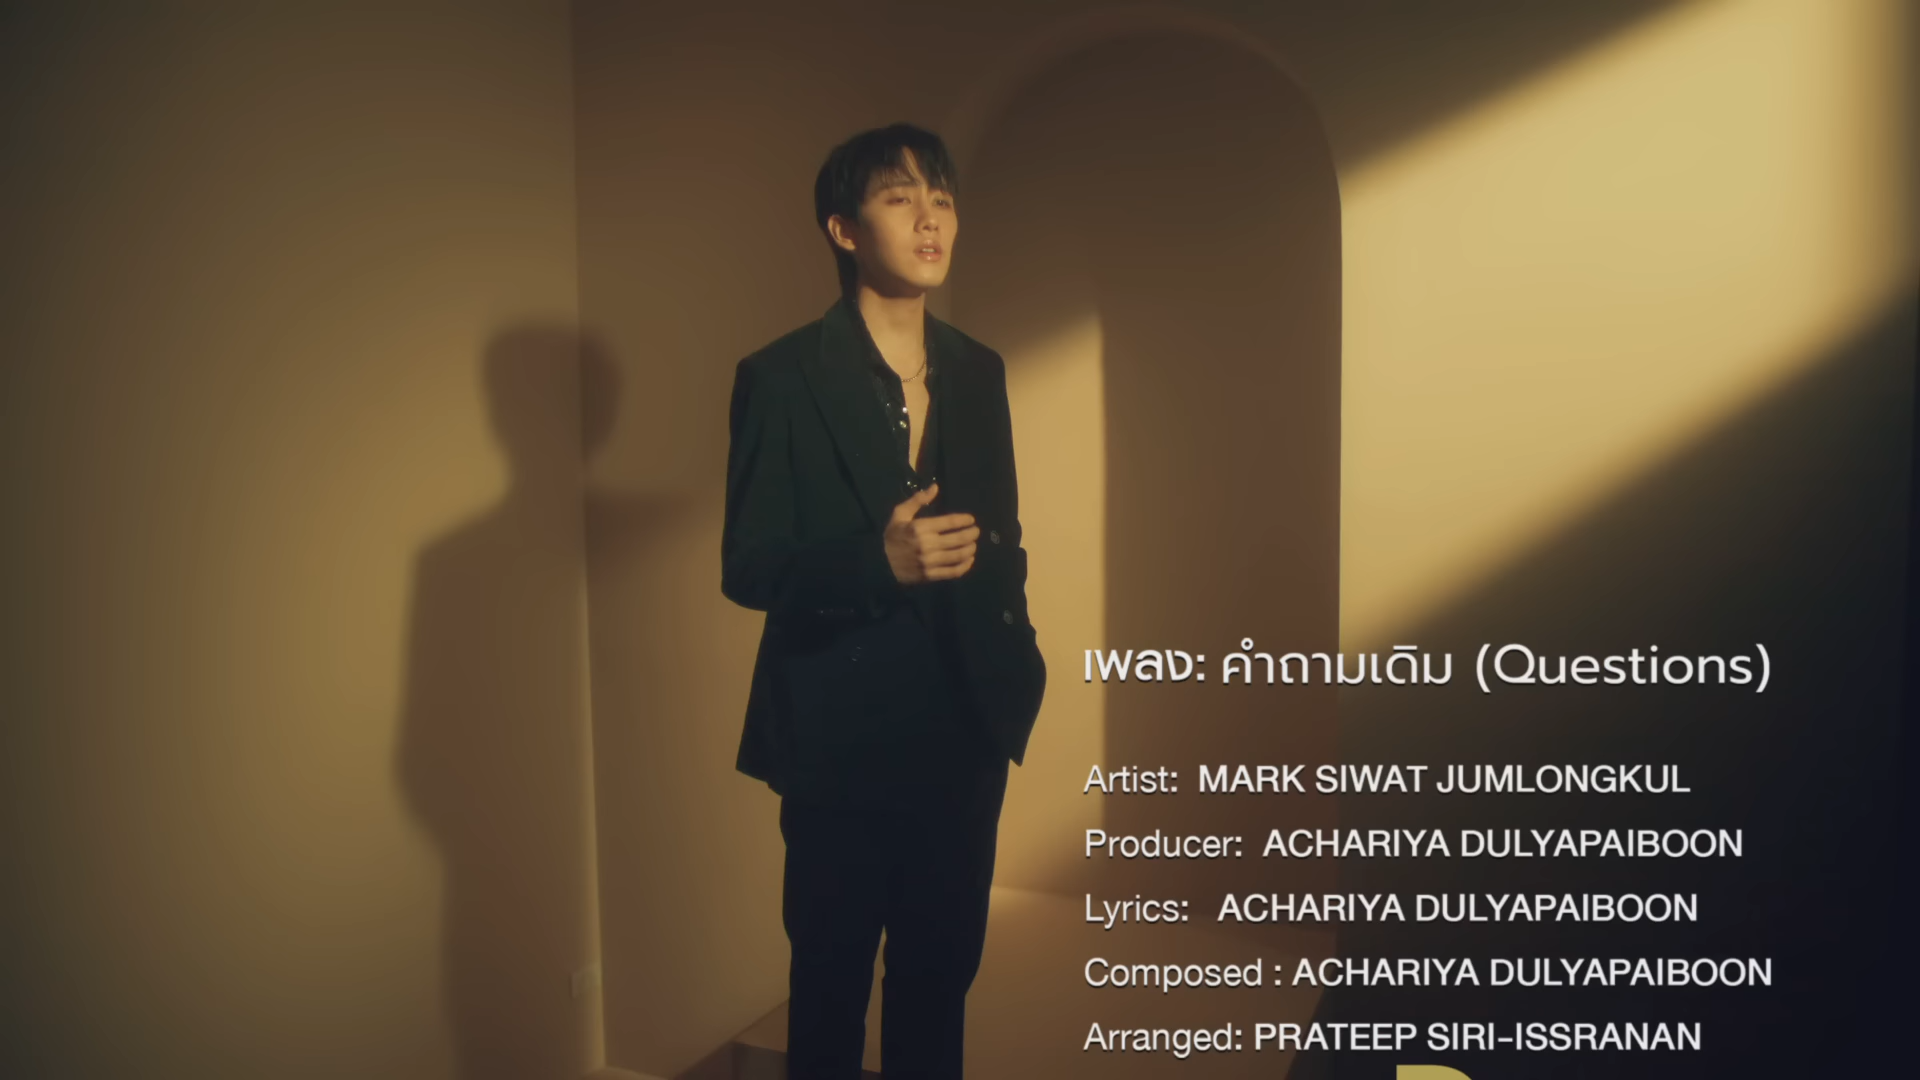 เพลง: คำถามเดิม (Questions)
Artist: MARK SIWAT JUMLONGKUL
Producer: ACHARIYA DULYAPAIBOON
Lyrics: ACHARIYA DULYAPAIBOON
Composed : ACHARIYA DULYAPAIBOON
Arranged: PRATEEP SIRI-ISSRANAN